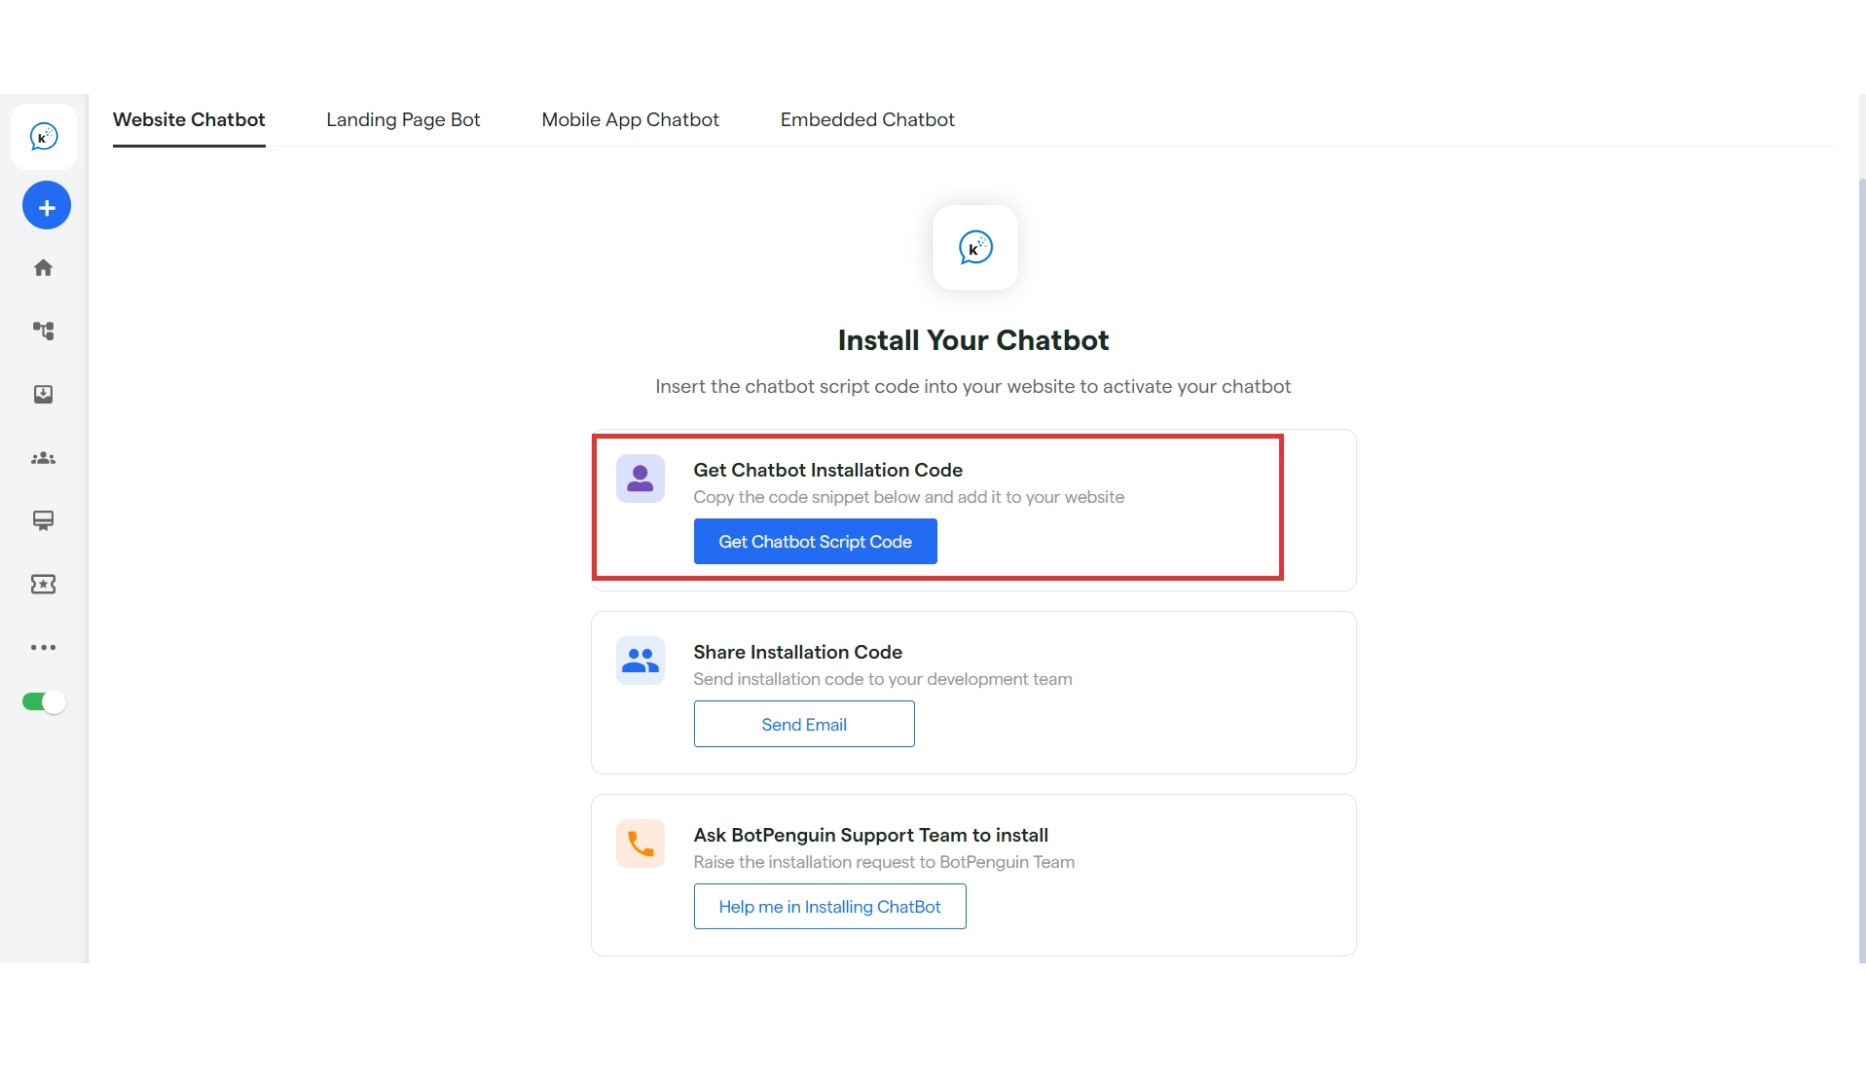 Website Chatbot
Landing Page Bot
Mobile App Chatbot
Embedded Chatbot
k
k
Install Your Chatbot
Insert the chatbot script code into your website to activate your chatbot
Get Chatbot Installation Code
Copy the code snippet below and add it to your website
Get Chatbot Script Code
Share Installation Code
Send installation code to your development team
Send Email
Ask BotPenguin Support Team to install
Raise the installation request to BotPenguin Team
Help me in Installing ChatBot